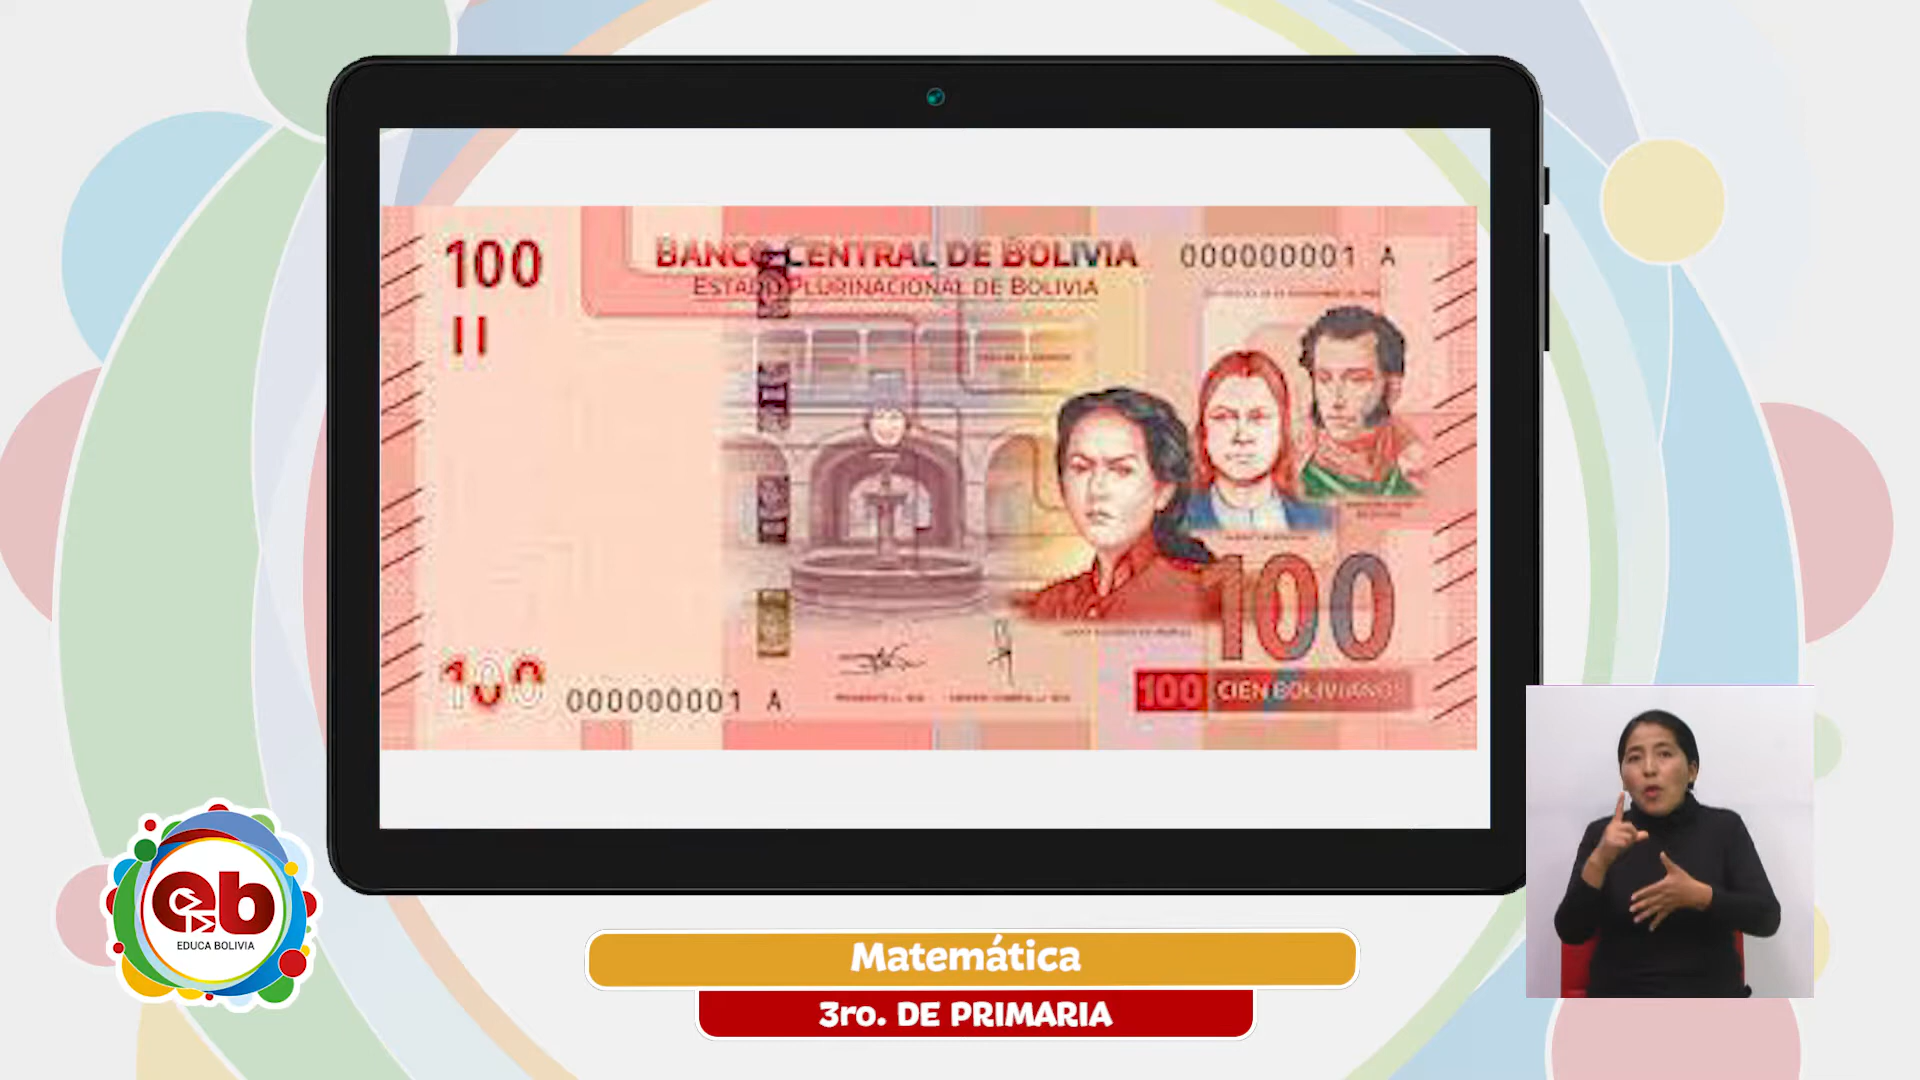 100
BANCO CENTRAL DE BOLIVIA
ESTADO PLURINACIONAL DE BOLIVIA
000000001 A
100
100
000000001 A
100 CIEN BOLIVIANOS
eb
EDUCA BOLIVIA
Matemática
3ro. DE PRIMARIA